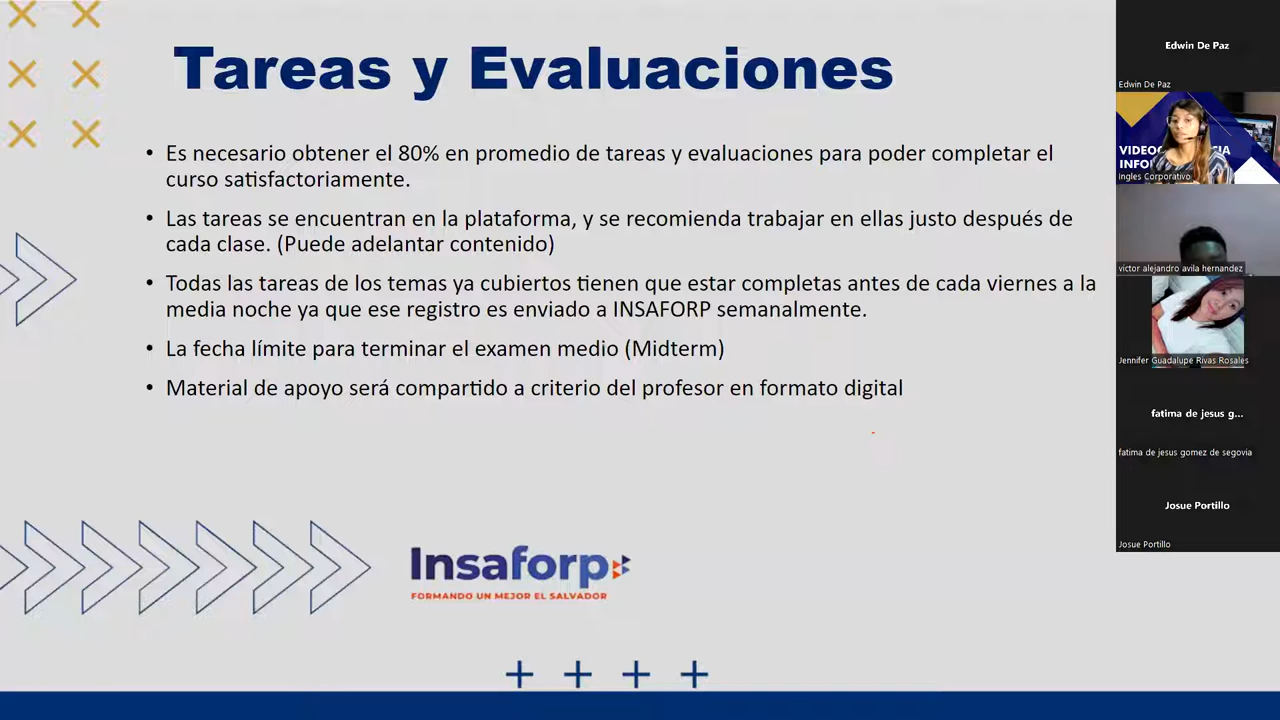 Tareas y Evaluaciones
• Es necesario obtener el 80% en promedio de tareas y evaluaciones para poder completar el
curso satisfactoriamente.
• Las tareas se encuentran en la plataforma, y se recomienda trabajar en ellas justo después de
cada clase. (Puede adelantar contenido)
• Todas las tareas de los temas ya cubiertos tienen que estar completas antes de cada viernes a la
media noche ya que ese registro es enviado a INSAFORP semanalmente.
• La fecha límite para terminar el examen medio (Midterm)
• Material de apoyo será compartido a criterio del profesor en formato digital
Insaforp
FORMANDO UN MEJOR EL SALVADOR
Edwin De Paz
Edwin De Paz
Ingles Corporativo
victor alejandro avila hernandez
Jennifer Guadalupe Rivas Rosales
fatima de jesus g...
fatima de jesus gomez de segovia
Josue Portillo
Josue Portillo